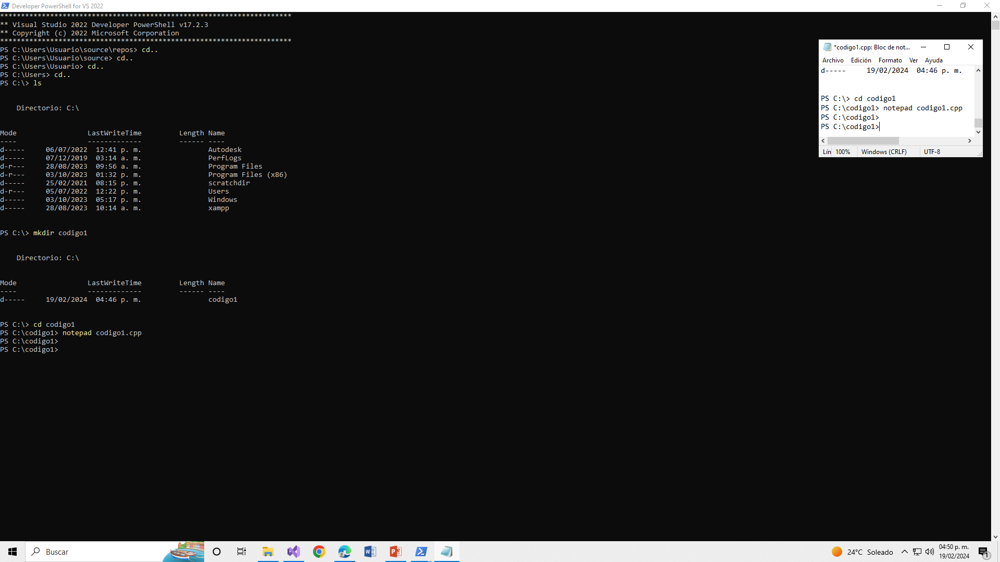 Developer PowerShell for VS 2022
**********************************************************************
** Visual Studio 2022 Developer PowerShell v17.2.3
** Copyright (c) 2022 Microsoft Corporation
**********************************************************************
PS C:\Users\Usuario\source\repos> cd..
PS C:\Users\Usuario\source> cd..
PS C:\Users\Usuario> cd..
PS C:\Users> cd..
PS C:\> ls
Directorio: C:\
Mode LastWriteTime Length Name
---- ------------- ------ ----
d----- 06/07/2022 12:41 p. m. Autodesk
d----- 07/12/2019 03:14 a. m. PerfLogs
d-r--- 28/08/2023 09:56 a. m. Program Files
d-r--- 03/10/2023 01:32 p. m. Program Files (x86)
d----- 25/02/2021 08:15 p. m. scratchdir
d-r--- 05/07/2022 12:22 p. m. Users
d----- 03/10/2023 05:17 p. m. Windows
d----- 28/08/2023 10:14 a. m. xampp
PS C:\> mkdir codigo1
Directorio: C:\
Mode LastWriteTime Length Name
---- ------------- ------ ----
d----- 19/02/2024 04:46 p. m. codigo1
PS C:\> cd codigo1
PS C:\codigo1> notepad codigo1.cpp
PS C:\codigo1>
PS C:\codigo1>
*codigo1.cpp: Bloc de not...
Archivo Edición Formato Ver Ayuda
d----- 19/02/2024 04:46 p. m.
PS C:\> cd codigo1
PS C:\codigo1> notepad codigo1.cpp
PS C:\codigo1>
PS C:\codigo1>
Lín 100% Windows (CRLF) UTF-8
Buscar
24°C Soleado
04:50 p. m.
19/02/2024
1